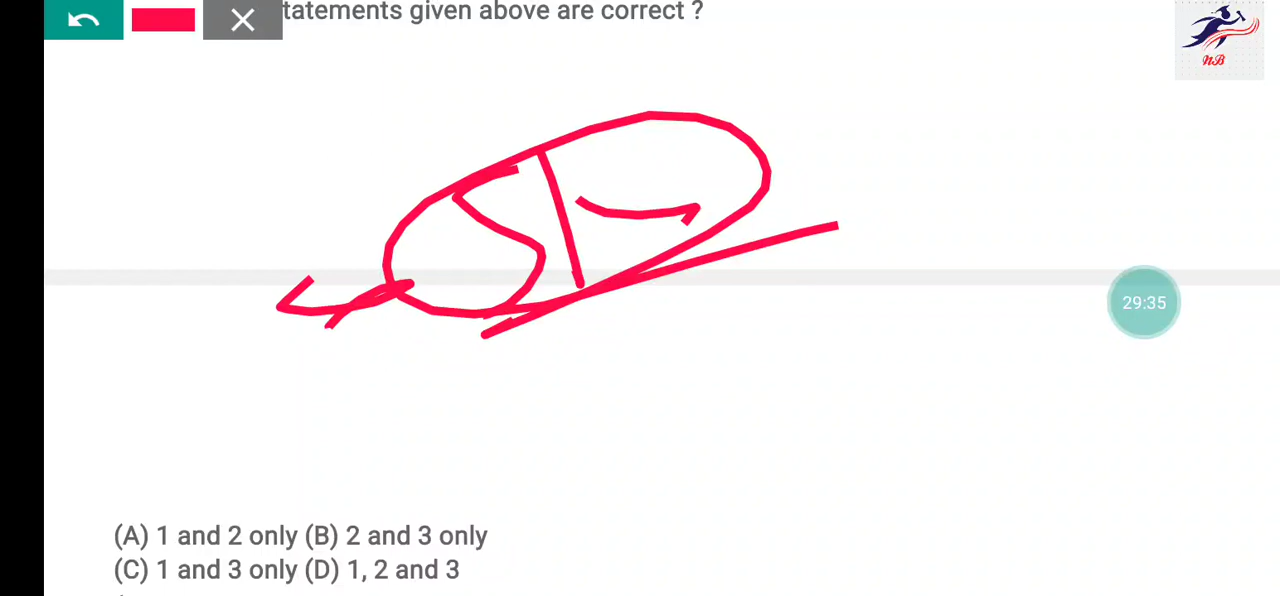 tatements given above are correct ?
NB
29:35
(A) 1 and 2 only (B) 2 and 3 only
(C) 1 and 3 only (D) 1, 2 and 3